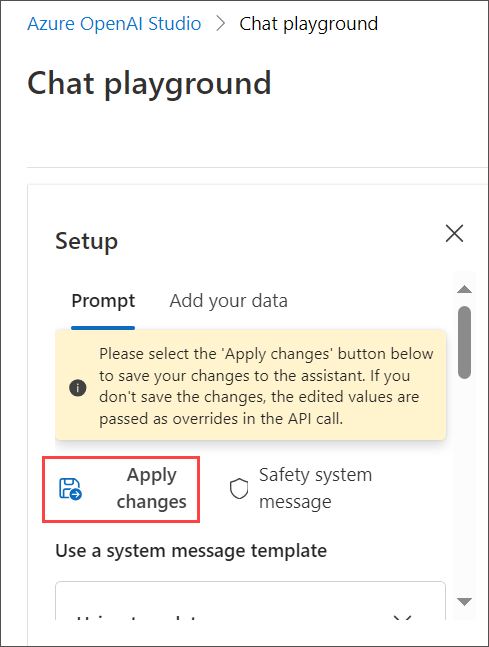 Azure OpenAI Studio > Chat playground
Chat playground
Setup
Prompt Add your data
Please select the 'Apply changes' button below
to save your changes to the assistant. If you
don't save the changes, the edited values are
passed as overrides in the API call.
Apply
changes
Safety system
message
Use a system message template